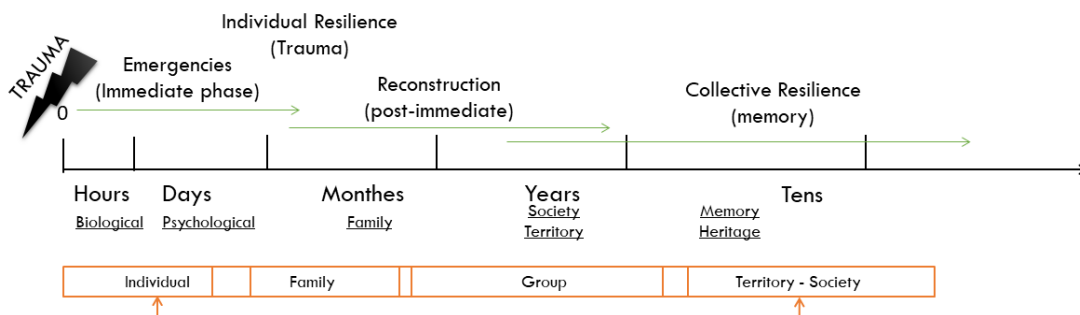 Individual Resilience
(Trauma)
TRAUMA
Emergencies
(Immediate phase)
Reconstruction
(post-immediate)
Collective Resilience
(memory)
0
Hours
Days
Monthes
Years
Tens
Biological
Psychological
Family
Society
Territory
Memory
Heritage
Individual
Family
Group
Territory - Society